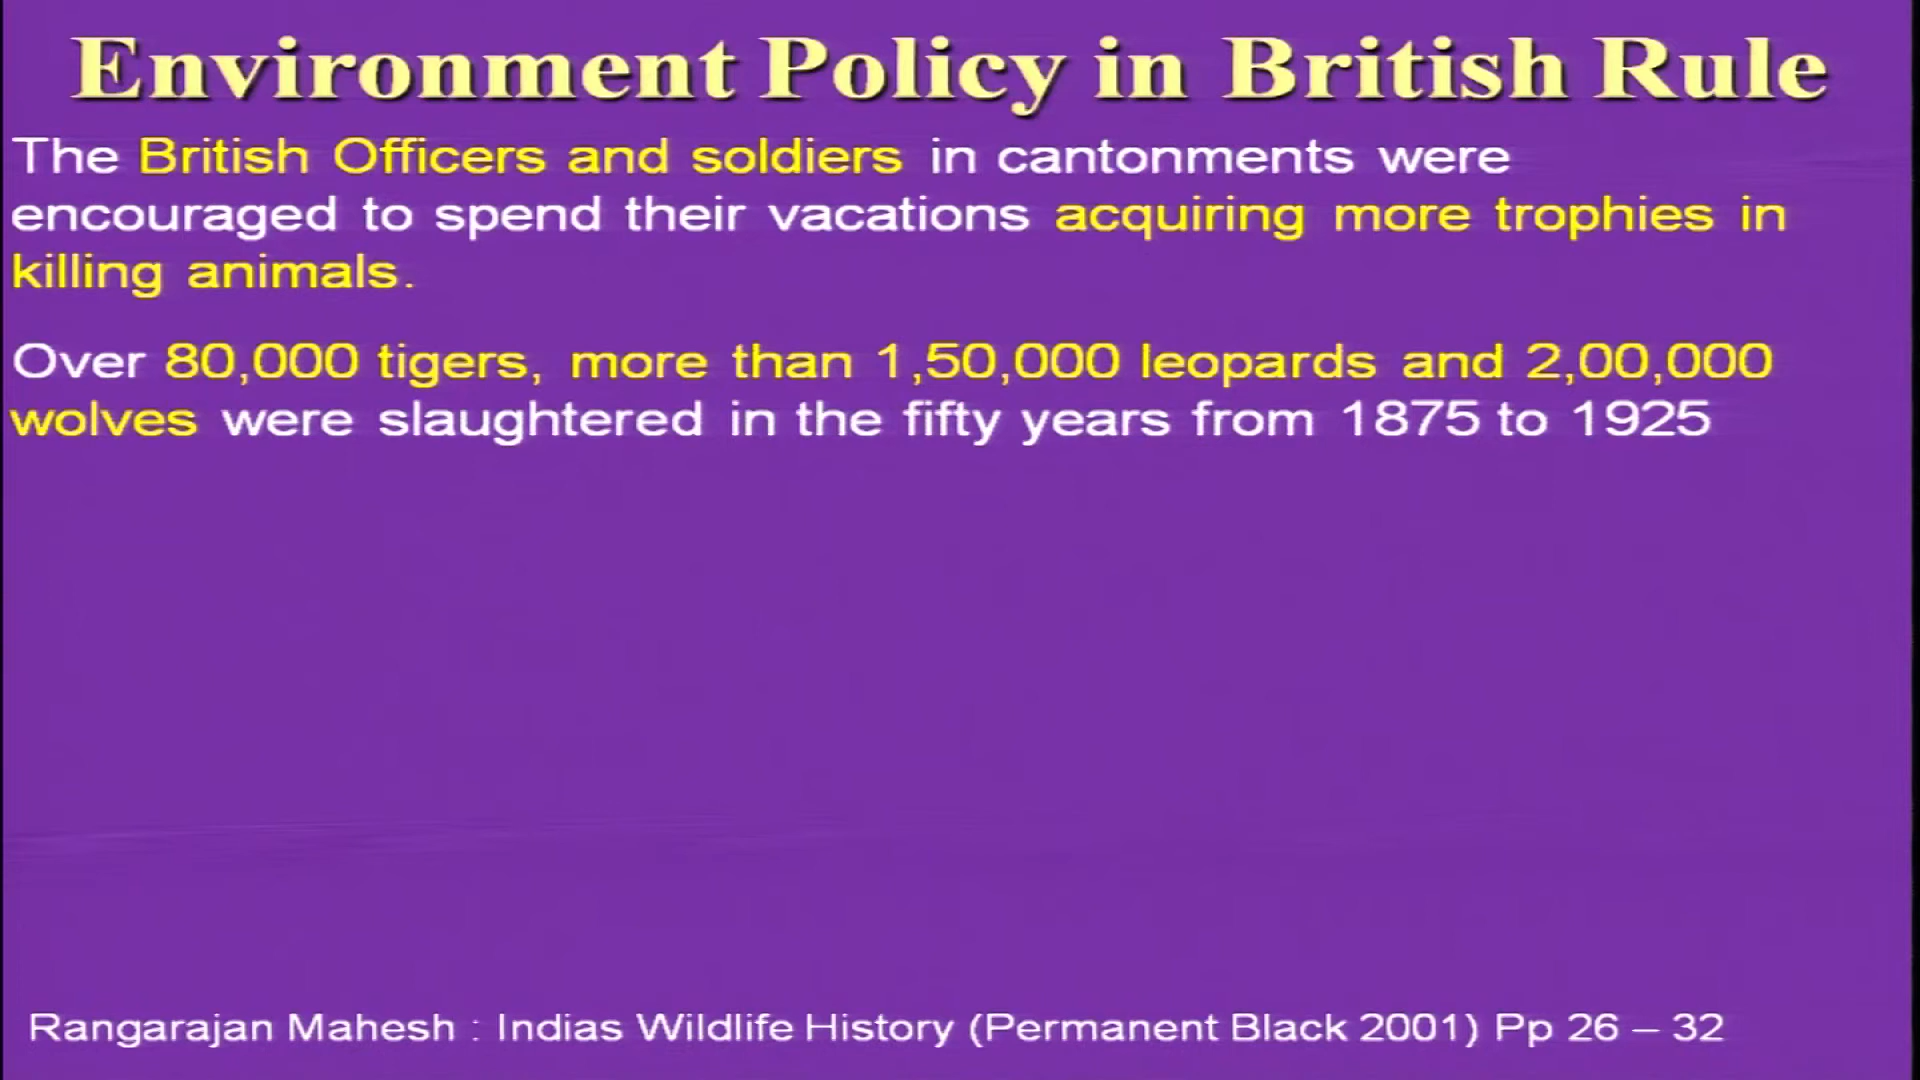 Environment Policy in British Rule
The British Officers and soldiers in cantonments were
encouraged to spend their vacations acquiring more trophies in
killing animals.
Over 80,000 tigers, more than 1,50,000 leopards and 2,00,000
wolves were slaughtered in the fifty years from 1875 to 1925
Rangarajan Mahesh : Indias Wildlife History (Permanent Black 2001) Pp 26 – 32